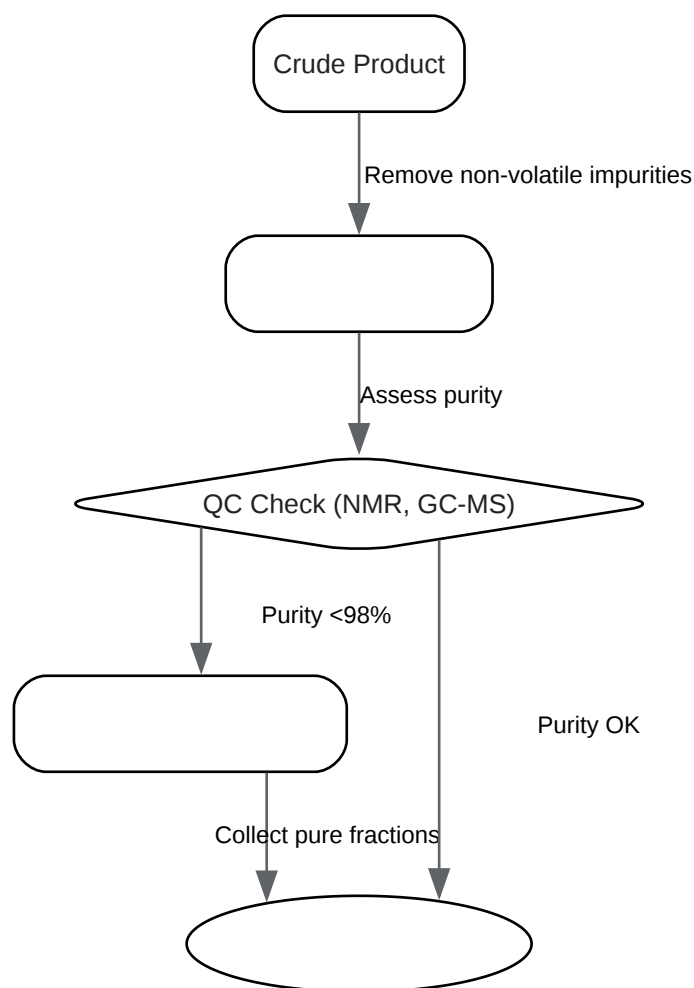 Crude Product
Remove non-volatile impurities
Assess purity
QC Check (NMR, GC-MS)
Purity <98%
Purity OK
Collect pure fractions